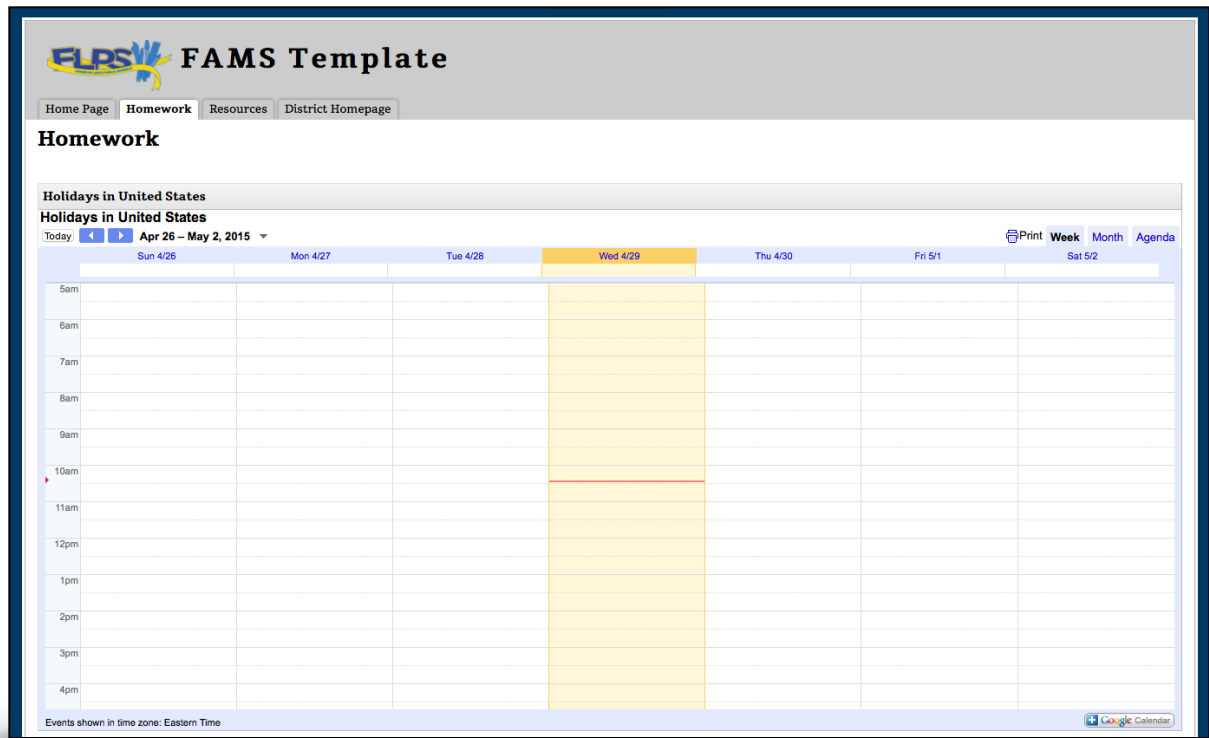 FLPS FAMS Template
Home Page Homework Resources District Homepage
Homework
Holidays in United States
Holidays in United States
Today Apr 26 – May 2, 2015 Print Week Month Agenda
Sun 4/26 Mon 4/27 Tue 4/28 Wed 4/29 Thu 4/30 Fri 5/1 Sat 5/2
5am
6am
7am
8am
9am
10am
11am
12pm
1pm
2pm
3pm
4pm
Events shown in time zone: Eastern Time Google Calendar